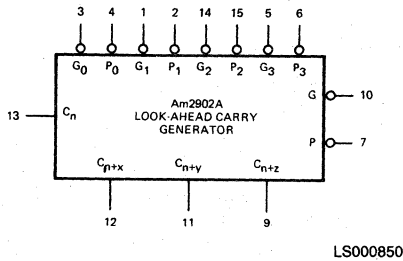 3 4 1 2 14 15 5 6
G0 P0 G1 P1 G2 P2 G3 P3
G 10
Am2902A
13 Cn LOOK-AHEAD CARRY
GENERATOR
P 7
Cn+x Cn+y Cn+z
12 11 9
LS000850